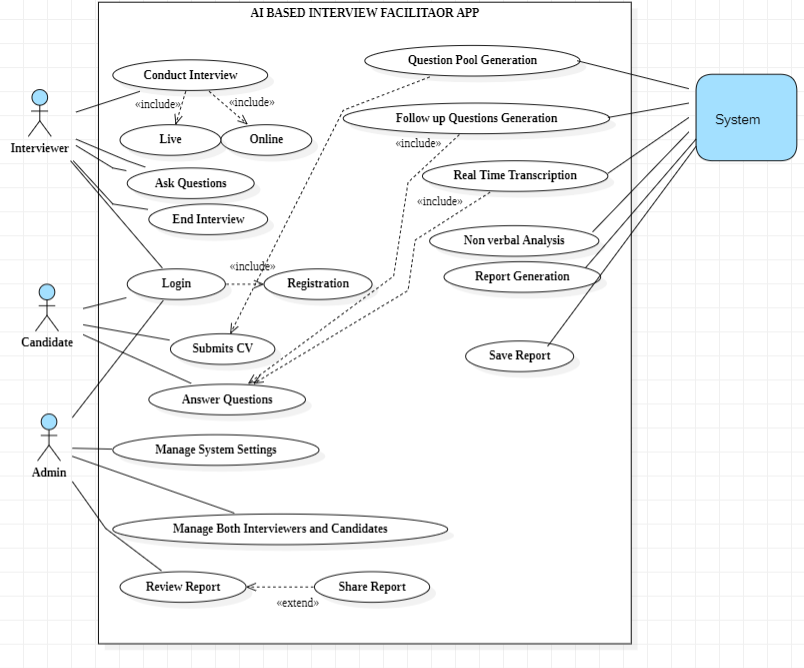 AI BASED INTERVIEW FACILITAOR APP
Question Pool Generation
Conduct Interview
«include»
«include»
System
Follow up Questions Generation
Live
Online
«include»
Interviewer
Real Time Transcription
Ask Questions
«include»
End Interview
Non verbal Analysis
«include»
Login
Registration
Report Generation
Candidate
Submits CV
Save Report
Answer Questions
Manage System Settings
Admin
Manage Both Interviewers and Candidates
Review Report
Share Report
«extend»